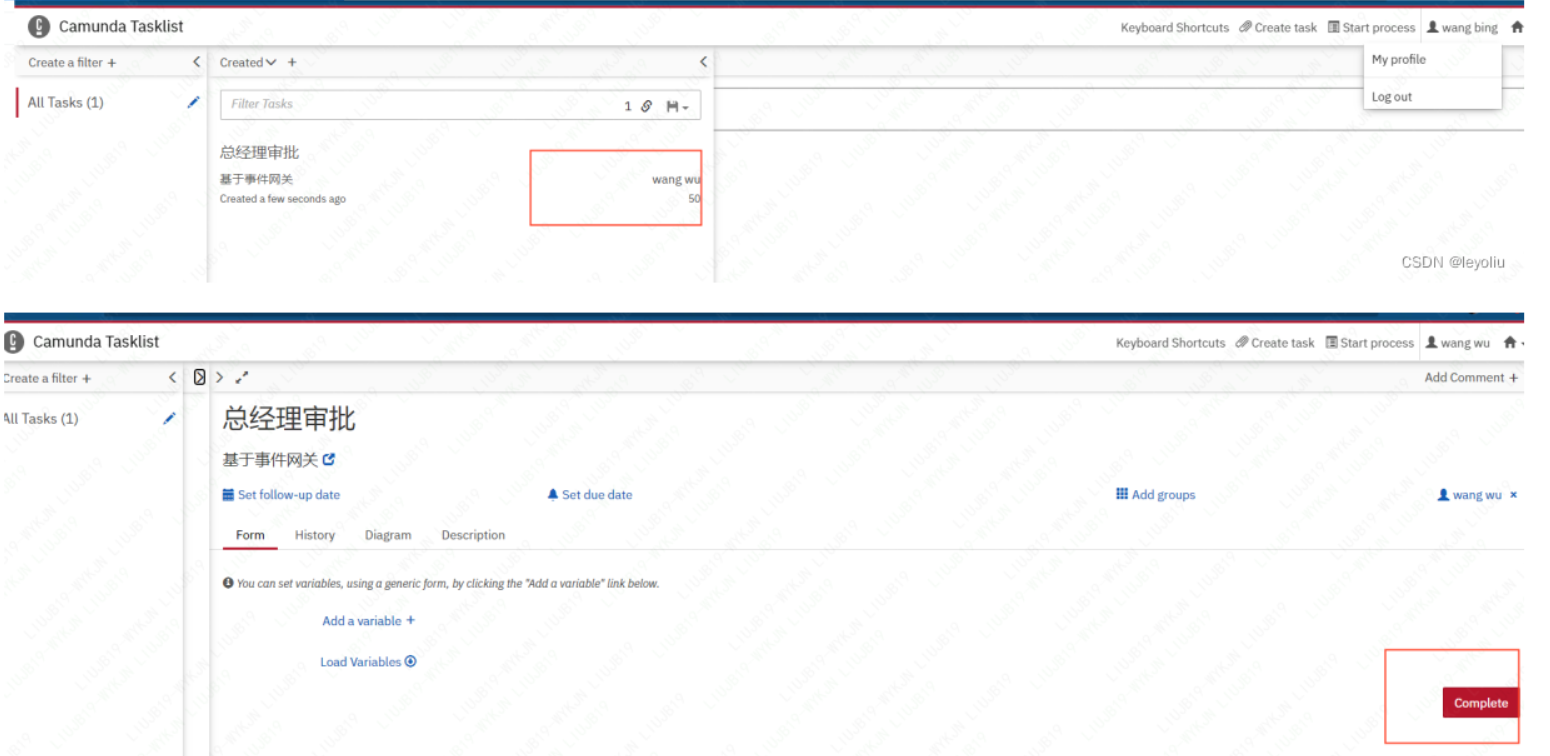 Camunda Tasklist
Keyboard Shortcuts Create task Start process wang bing
Create a filter +
Created +
My profile
Log out
All Tasks (1)
Filter Tasks
1
总经理审批
基于事件网关
wang wu
Created a few seconds ago
50
CSDN @leyoliu
Camunda Tasklist
Keyboard Shortcuts Create task Start process wang wu
Create a filter +
Add Comment +
All Tasks (1)
总经理审批
基于事件网关
Set follow-up date
Set due date
Add groups
wang wu ×
Form History Diagram Description
You can set variables, using a generic form, by clicking the "Add a variable" link below.
Add a variable +
Load Variables
Complete